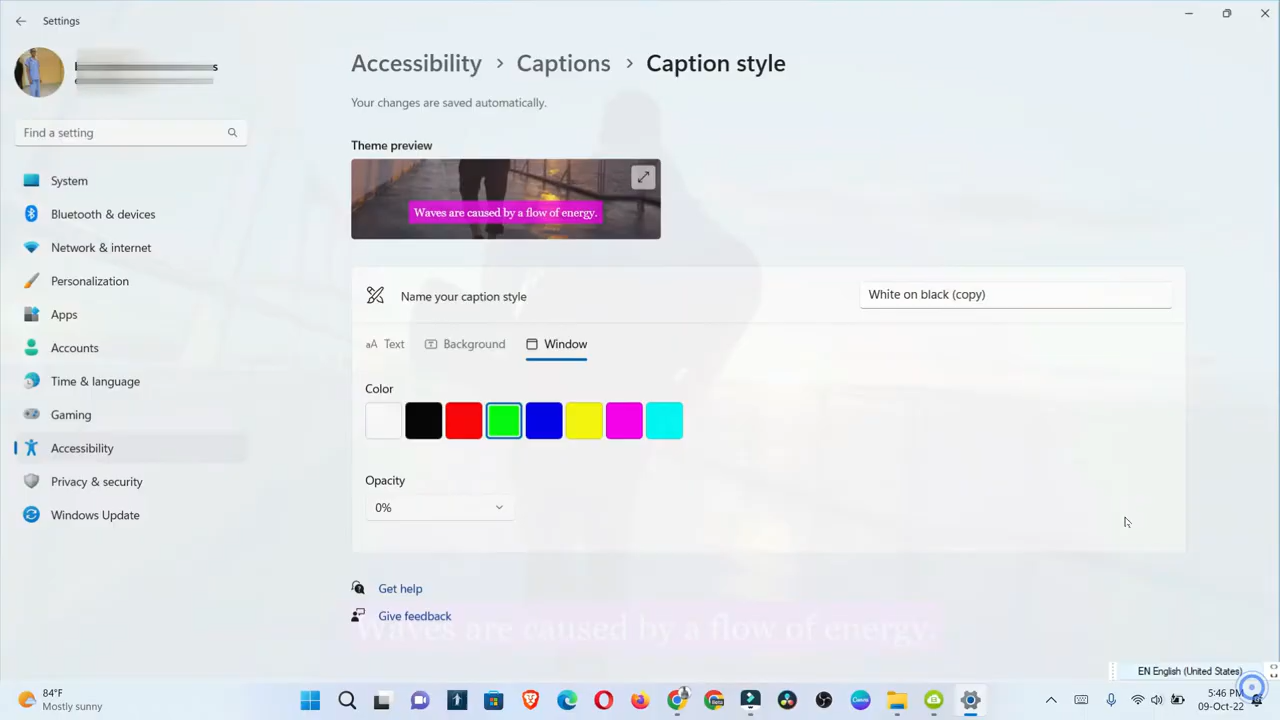 Settings
Find a setting
System
Bluetooth & devices
Network & internet
Personalization
Apps
Accounts
Time & language
Gaming
Accessibility
Privacy & security
Windows Update
Accessibility > Captions > Caption style
Your changes are saved automatically.
Theme preview
Waves are caused by a flow of energy.
Name your caption style
White on black (copy)
aA Text Background Window
Color
Opacity
0%
Get help
Give feedback
Waves are caused by a flow of energy.
EN English (United States)
84°F
Mostly sunny
5:46 PM
09-Oct-22